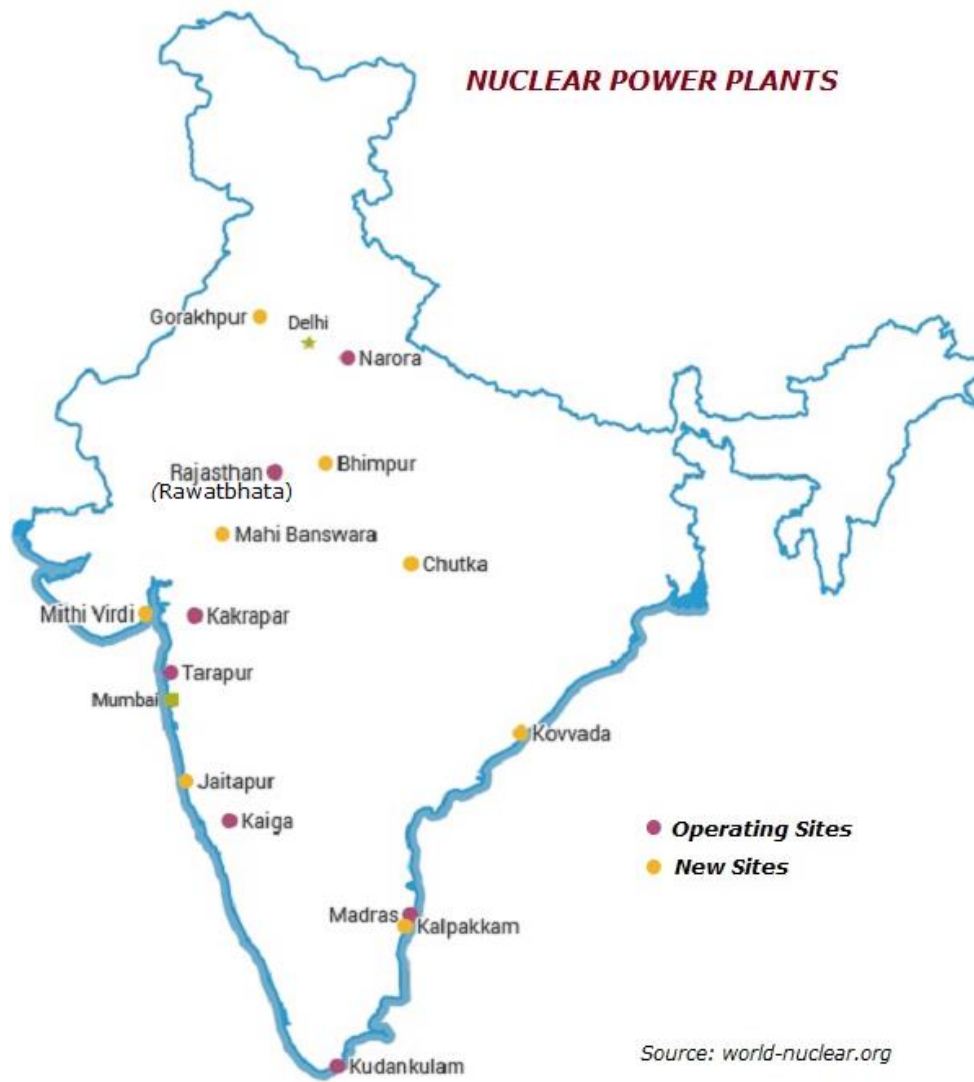 NUCLEAR POWER PLANTS
Gorakhpur
Delhi
Narora
Bhimpur
Rajasthan
(Rawatbhata)
Mahi Banswara
Chutka
Mithi Virdi
Kakrapar
Tarapur
Mumbai
Kovvada
Jaitapur
Kaiga
Operating Sites
New Sites
Madras
Kalpakkam
Kudankulam
Source: world-nuclear.org